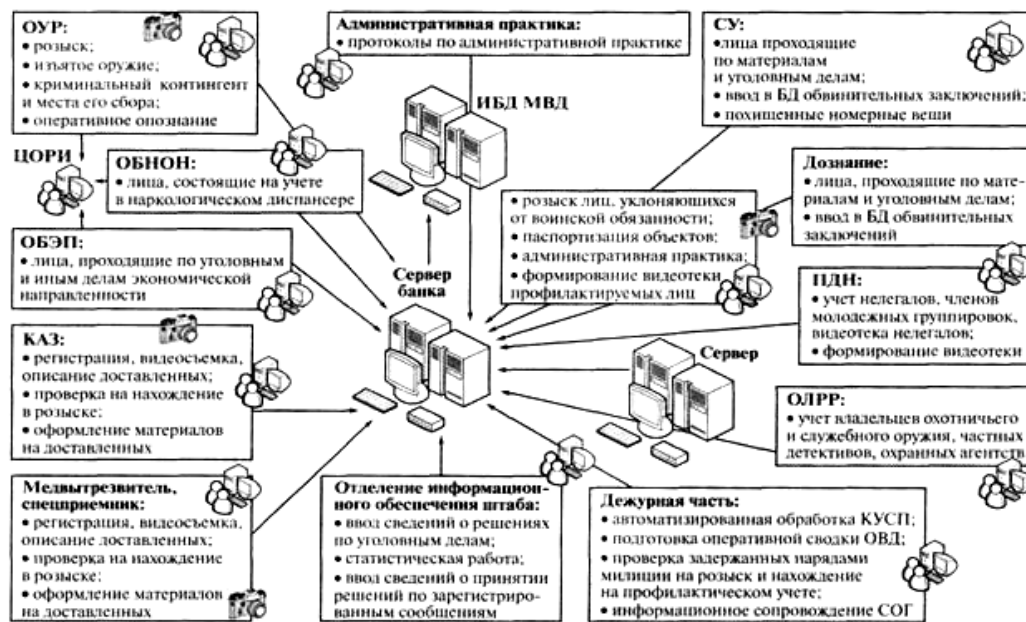 ОУР:
• розыск;
• изъятое оружие;
• криминальный контингент
и места его сбора;
• оперативное опознание
Административная практика:
• протоколы по административной практике
СУ:
•лица проходящие
по материалам
и уголовным делам;
• ввод в БД обвинительных заключений;
• похищенные номерные вещи
ИБД МВД
ЦОРИ
ОБНОН:
• лица, состоящие на учете
в наркологическом диспансере
Дознание:
• лица, проходящие по мате-
риалам и уголовным делам;
• ввод в БД обвинительных
заключений
• розыск лиц, уклоняющихся
от воинской обязанности;
• паспортизация объектов;
• административная практика;
• формирование видеотеки
профилактируемых лиц
ОБЭП:
• лица, проходящие по уголовным
и иным делам экономической
направленности
Сервер
банка
ПДН:
• учет нелегалов, членов
молодежных группировок,
видеотека нелегалов;
• формирование видеотеки
КАЗ:
• регистрация, видеосъемка,
описание доставленных;
• проверка на нахождение
в розыске;
• оформление материалов
на доставленных
Сервер
ОЛРР:
• учет владельцев охотничьего
и служебного оружия, частных
детективов, охранных агентств
Медвытрезвитель,
спецприемник:
• регистрация, видеосъемка,
описание доставленных;
• проверка на нахождение
в розыске;
• оформление материалов
на доставленных
Отделение информацион-
ного обеспечения штаба:
• ввод сведений о решениях
по уголовным делам;
• статистическая работа;
• ввод сведений о принятии
решений по зарегистриро-
ванным сообщениям
Дежурная часть:
• автоматизированная обработка КУСП;
• подготовка оперативной сводки ОВД;
• проверка задержанных нарядами
милиции на розыск и нахождение
на профилактическом учете;
• информационное сопровождение СОГ